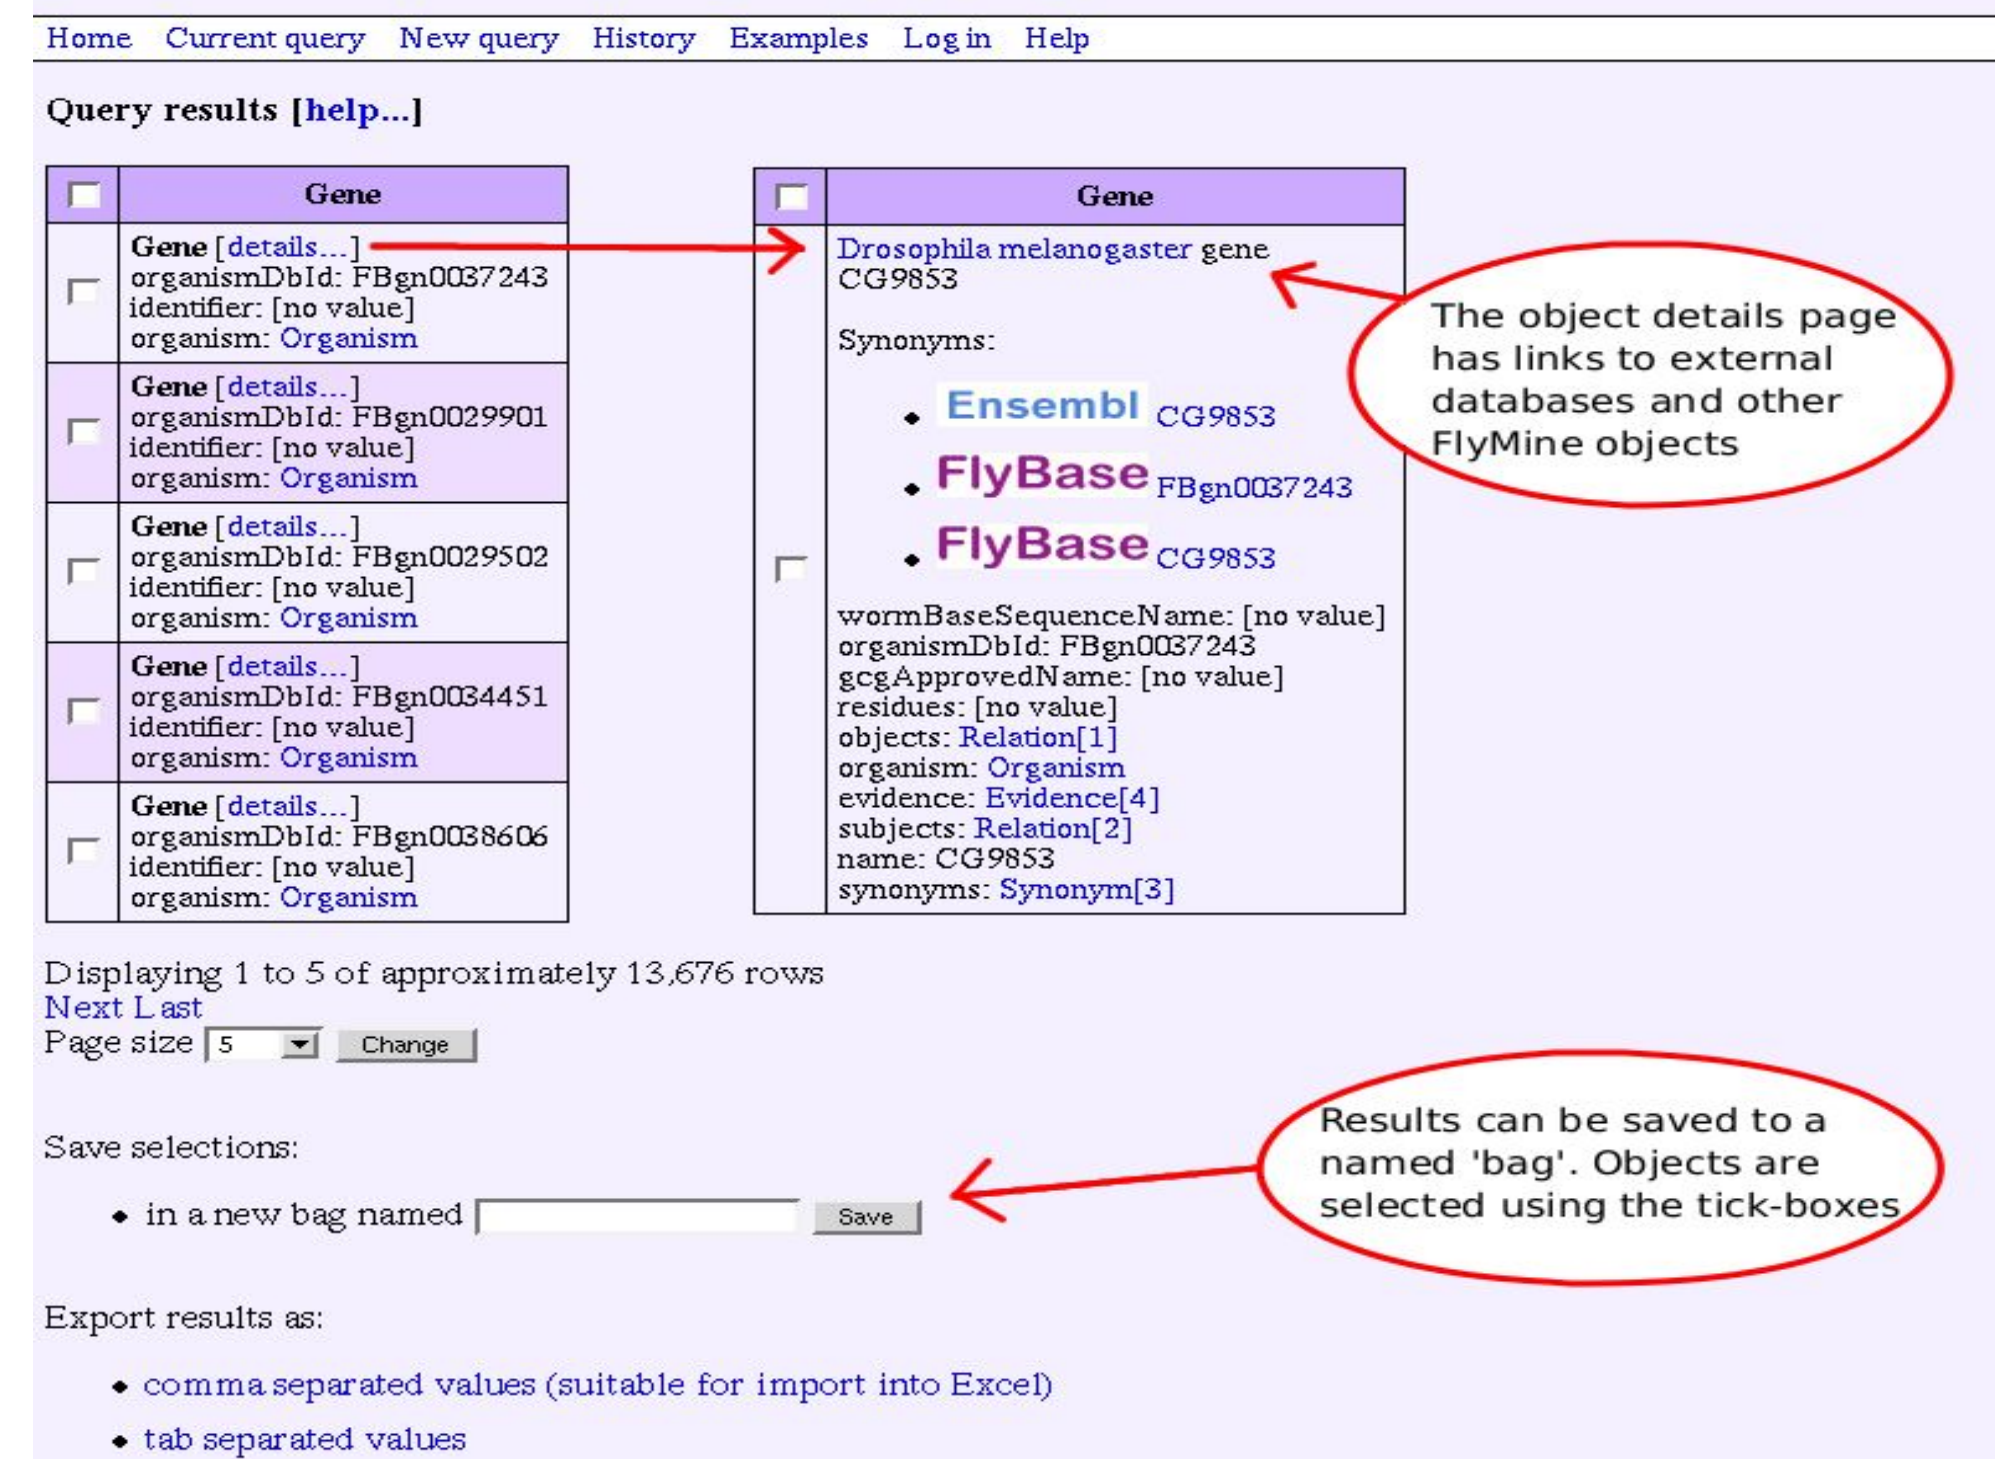 Home Current query New query History Examples Log in Help
Query results [help...]
Gene
Gene [details...]
organismDbId: FBgn0037243
identifier: [no value]
organism: Organism
Gene [details...]
organismDbId: FBgn0029901
identifier: [no value]
organism: Organism
Gene [details...]
organismDbId: FBgn0029502
identifier: [no value]
organism: Organism
Gene [details...]
organismDbId: FBgn0034451
identifier: [no value]
organism: Organism
Gene [details...]
organismDbId: FBgn0038606
identifier: [no value]
organism: Organism
Gene
Drosophila melanogaster gene
CG9853
Synonyms:
Ensembl CG9853
FlyBase FBgn0037243
FlyBase CG9853
wormBaseSequenceName: [no value]
organismDbId: FBgn0037243
gcgApprovedName: [no value]
residues: [no value]
objects: Relation[1]
organism: Organism
evidence: Evidence[4]
subjects: Relation[2]
name: CG9853
synonyms: Synonym[3]
The object details page
has links to external
databases and other
FlyMine objects
Displaying 1 to 5 of approximately 13,676 rows
Next Last
Page size 5 Change
Save selections:
in a new bag named Save
Results can be saved to a
named 'bag'. Objects are
selected using the tick-boxes
Export results as:
comma separated values (suitable for import into Excel)
tab separated values